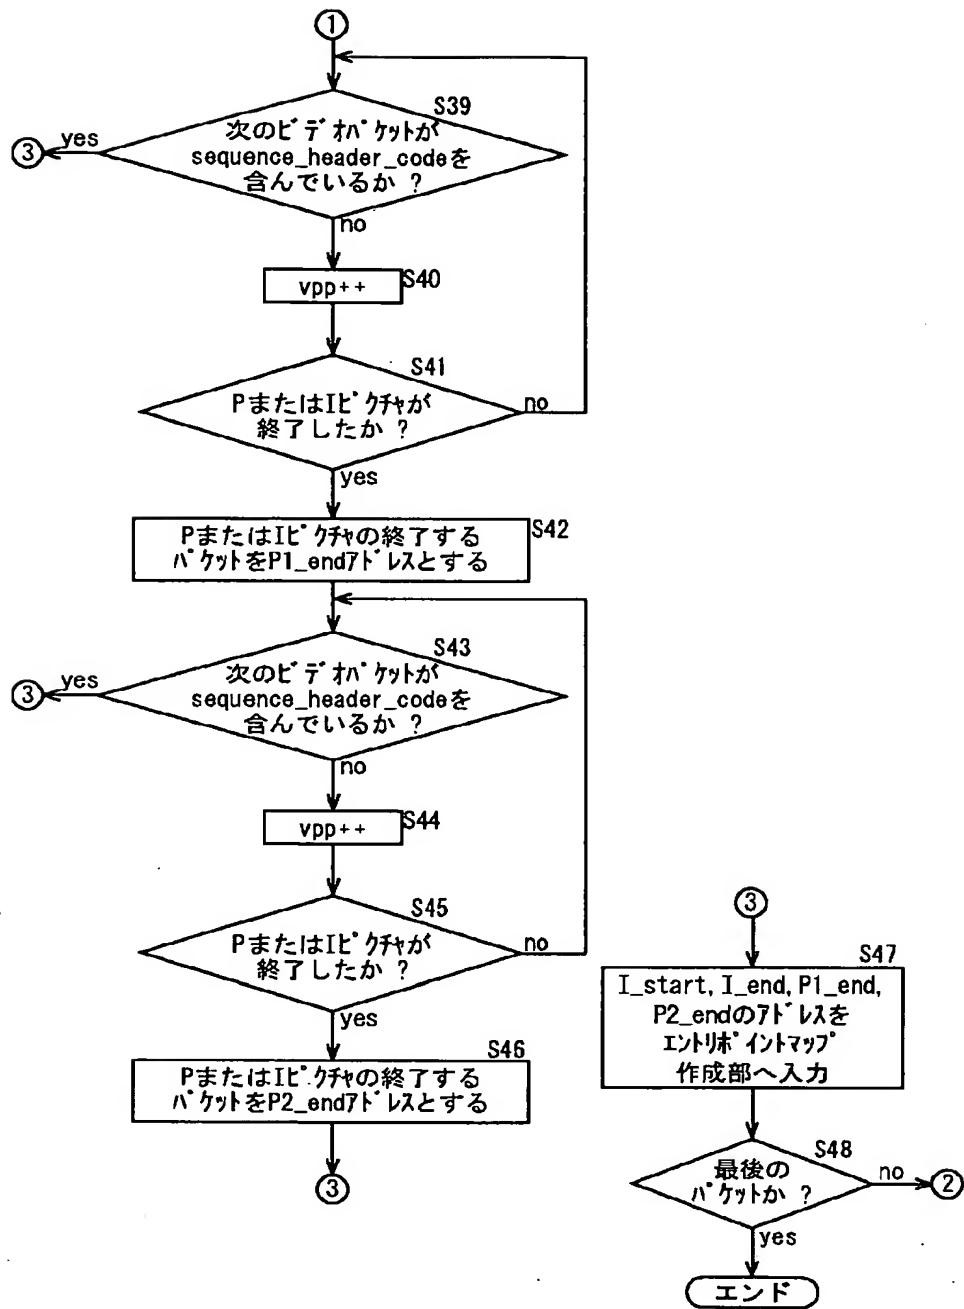 ①
S39
次のビデオパケットが
sequence_header_codeを
含んでいるか ?
yes
③
no
vpp++
S40
S41
PまたはIピクチャが
終了したか ?
no
yes
S42
PまたはIピクチャの終了する
パケットをP1_endアドレスとする
S43
次のビデオパケットが
sequence_header_codeを
含んでいるか ?
yes
③
no
vpp++
S44
S45
PまたはIピクチャが
終了したか ?
no
yes
S46
PまたはIピクチャの終了する
パケットをP2_endアドレスとする
③
③
S47
I_start, I_end, P1_end,
P2_endのアドレスを
エントリポイントマップ
作成部へ入力
S48
最後の
パケットか ?
no
②
yes
エンド